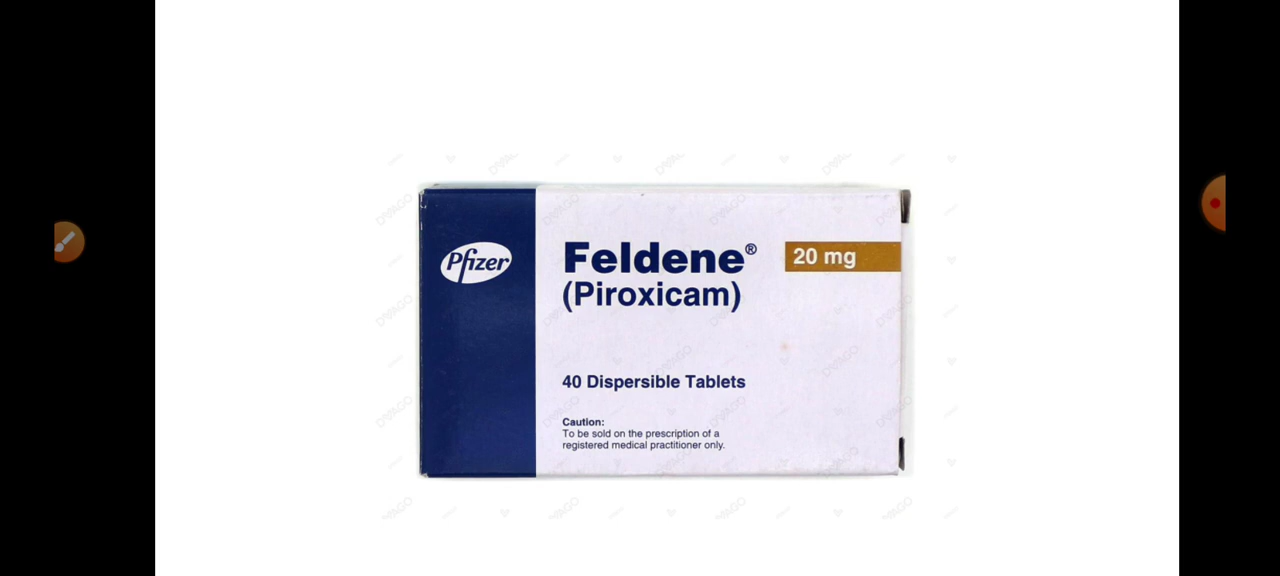 Pfizer
Feldene®
20 mg
(Piroxicam)
40 Dispersible Tablets
Caution:
To be sold on the prescription of a
registered medical practitioner only.
DVAGO